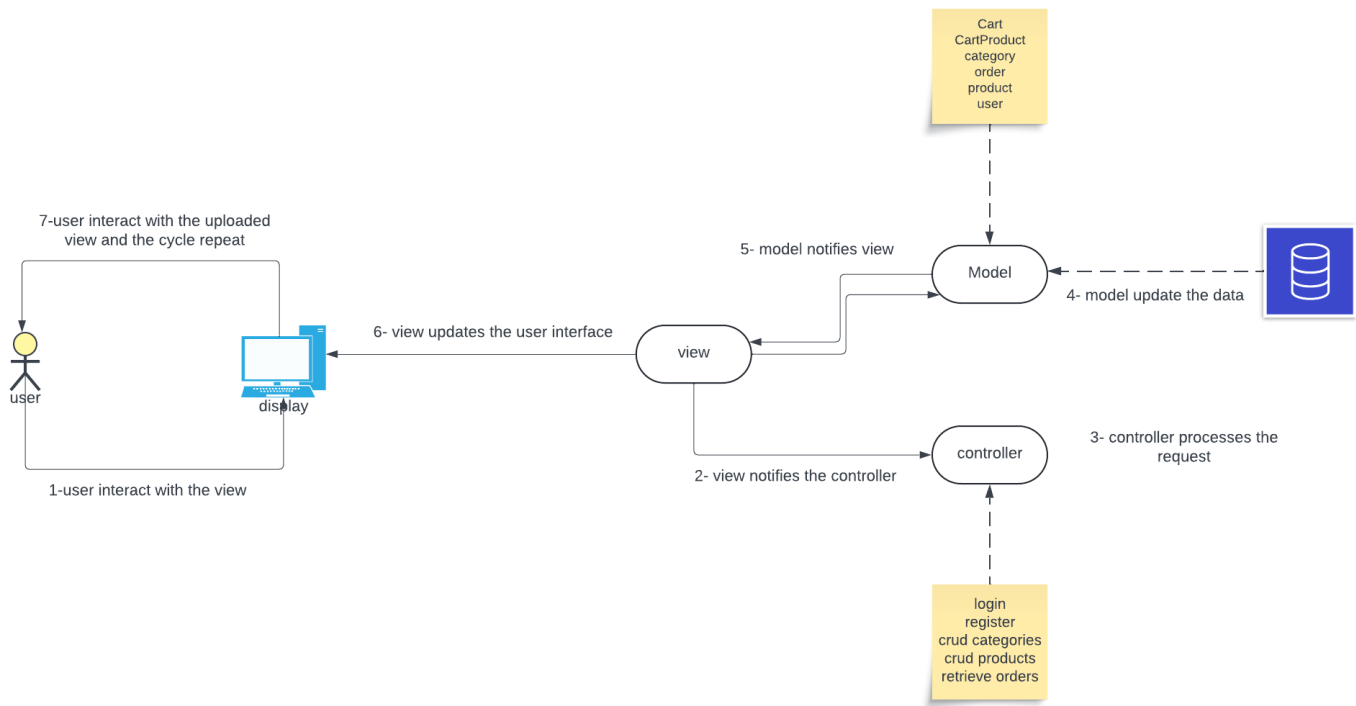 Cart
CartProduct
category
order
product
user
7-user interact with the uploaded
view and the cycle repeat
5- model notifies view
Model
4- model update the data
6- view updates the user interface
view
user
display
controller
3- controller processes the
request
2- view notifies the controller
1-user interact with the view
login
register
crud categories
crud products
retrieve orders